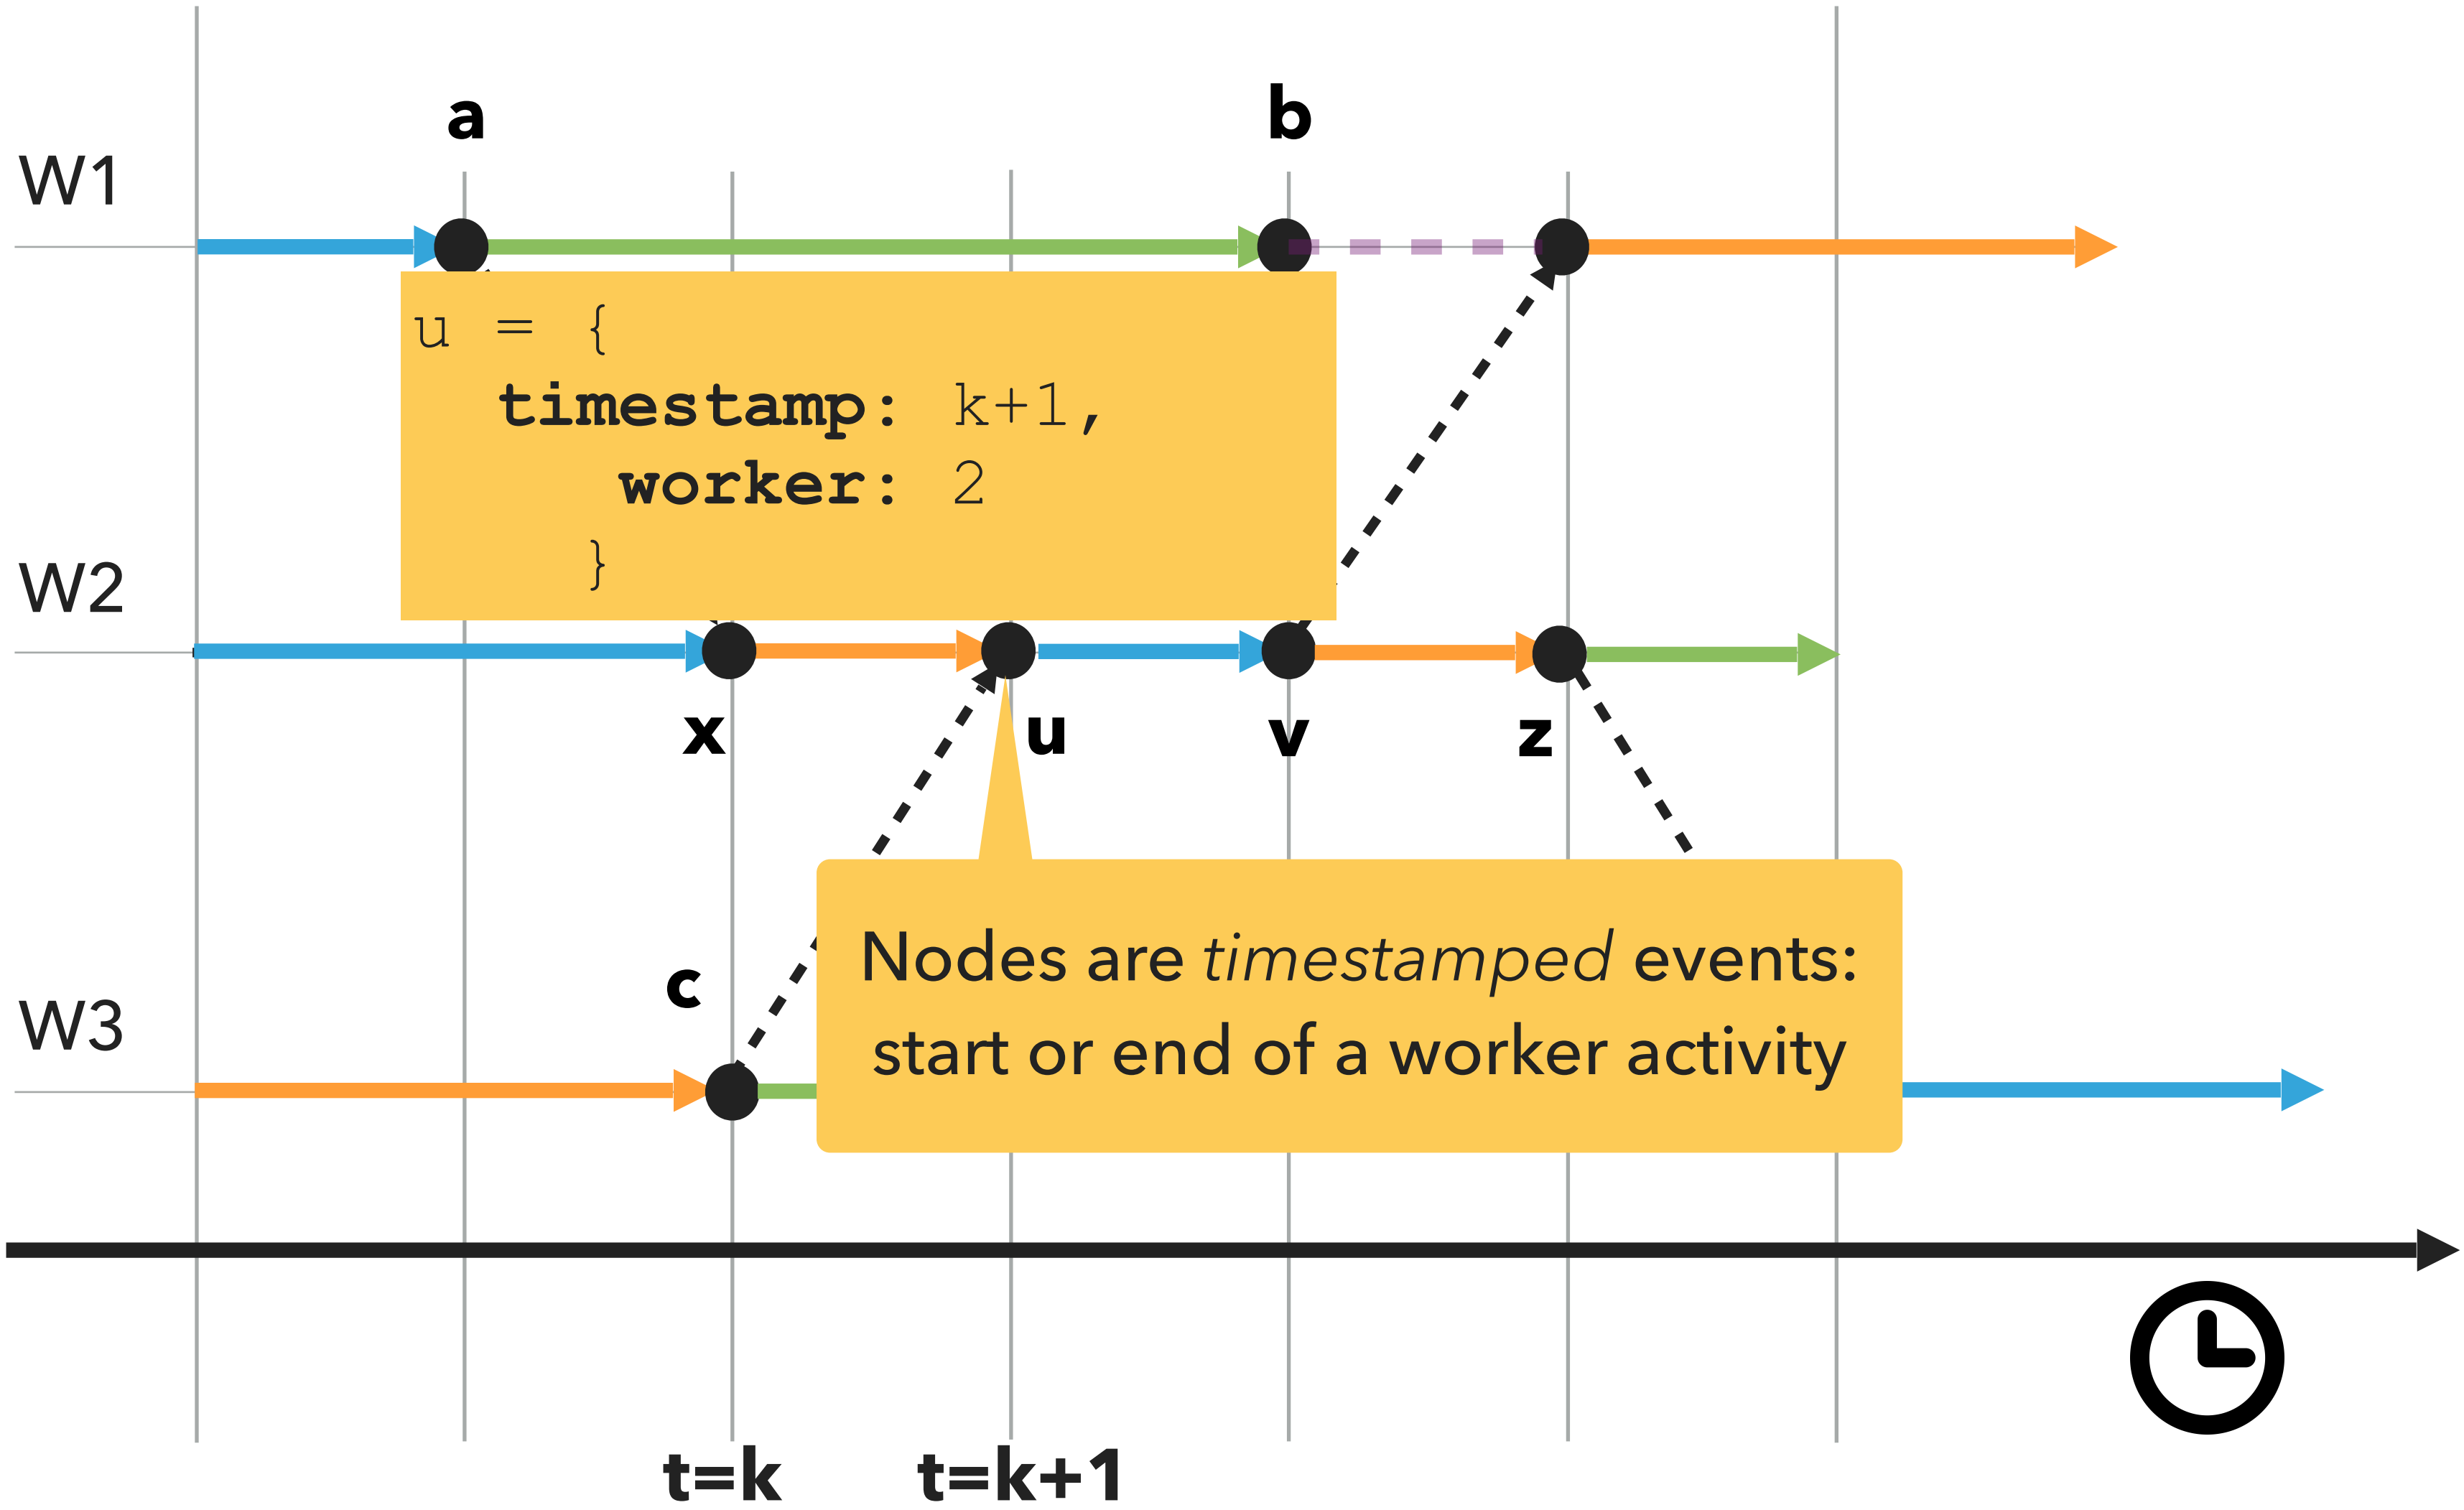 a
b
W1
u = {
timestamp: k+1,
worker: 2
}
W2
x
u
v
z
Nodes are timestamped events:
start or end of a worker activity
c
W3
t=k
t=k+1